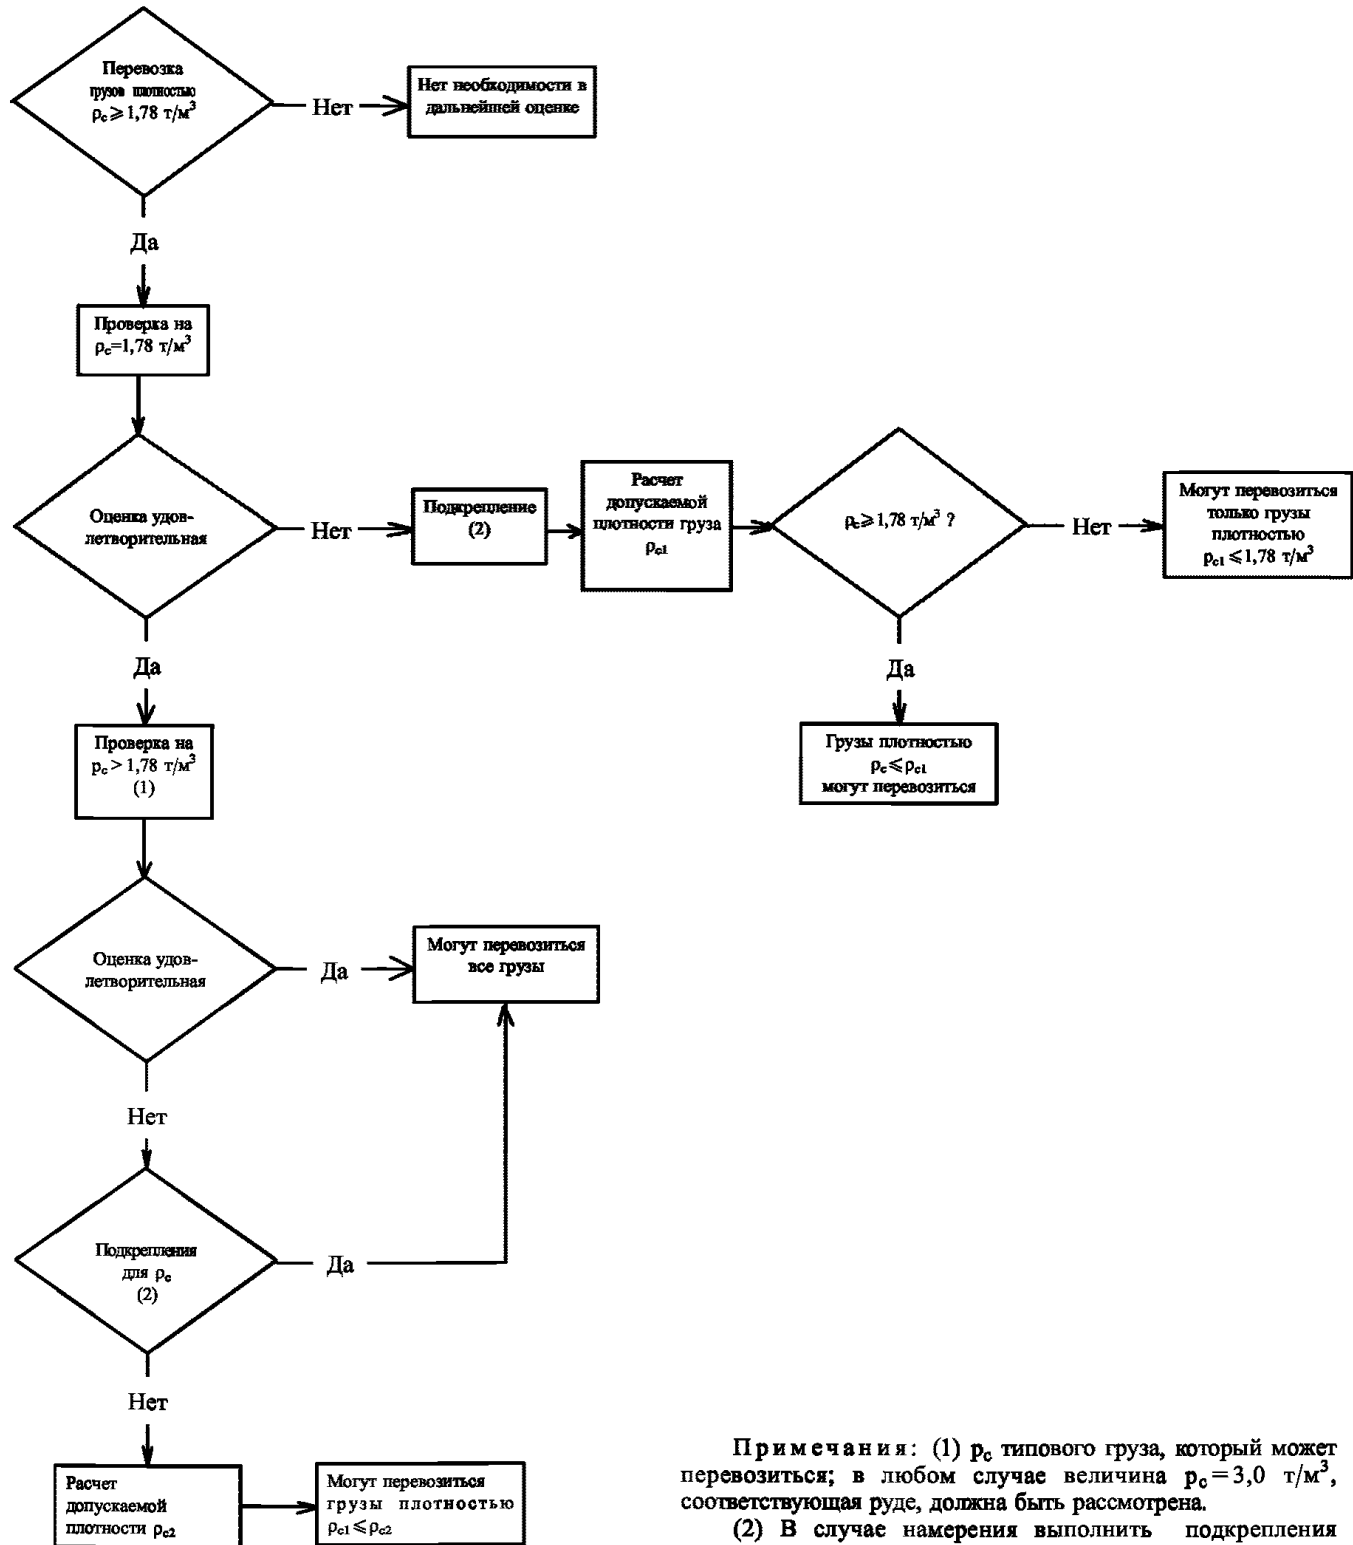 Перевозка
грузов плотностью
ρc ⩾ 1,78 т/м³
Нет
Нет необходимости в
дальнейшей оценке
Да
Проверка на
ρc=1,78 т/м³
Оценка удов-
летворительная
Нет
Подкрепление
(2)
Расчет
допускаемой
плотности груза
ρc1
ρc ⩾ 1,78 т/м³ ?
Нет
Могут перевозиться
только грузы
плотностью
pc1 ⩽ 1,78 т/м³
Да
Да
Грузы плотностью
ρc ⩽ ρc1
могут перевозиться
Проверка на
pc > 1,78 т/м³
(1)
Оценка удов-
летворительная
Да
Могут перевозиться
все грузы
Нет
Подкрепления
для ρc
(2)
Да
Нет
Расчет
допускаемой
плотности ρc2
Могут перевозиться
грузы плотностью
ρc1 ⩽ ρc2
Примечания: (1) pc типового груза, который может
перевозиться; в любом случае величина pc = 3,0 т/м³,
соответствующая руде, должна быть рассмотрена.
(2) В случае намерения выполнить подкрепления